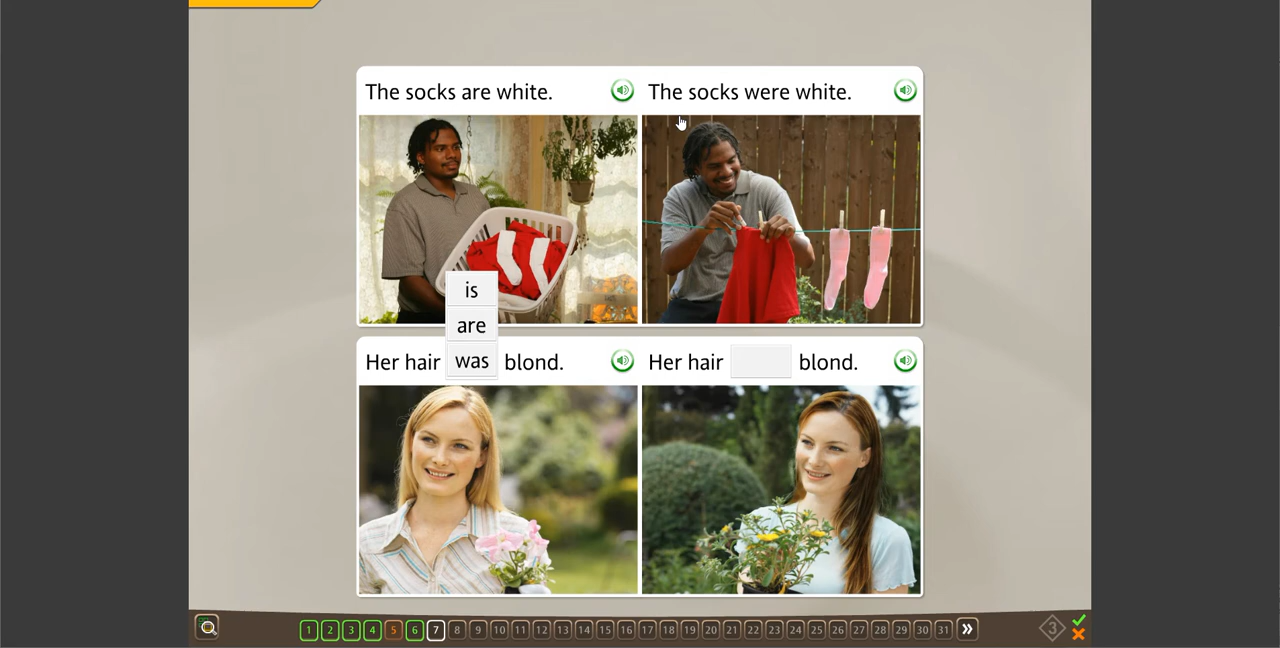 The socks are white.
The socks were white.
is
are
was
Her hair blond.
Her hair blond.
1 2 3 4 5 6 7 8 9 10 11 12 13 14 15 16 17 18 19 20 21 22 23 24 25 26 27 28 29 30 31
3